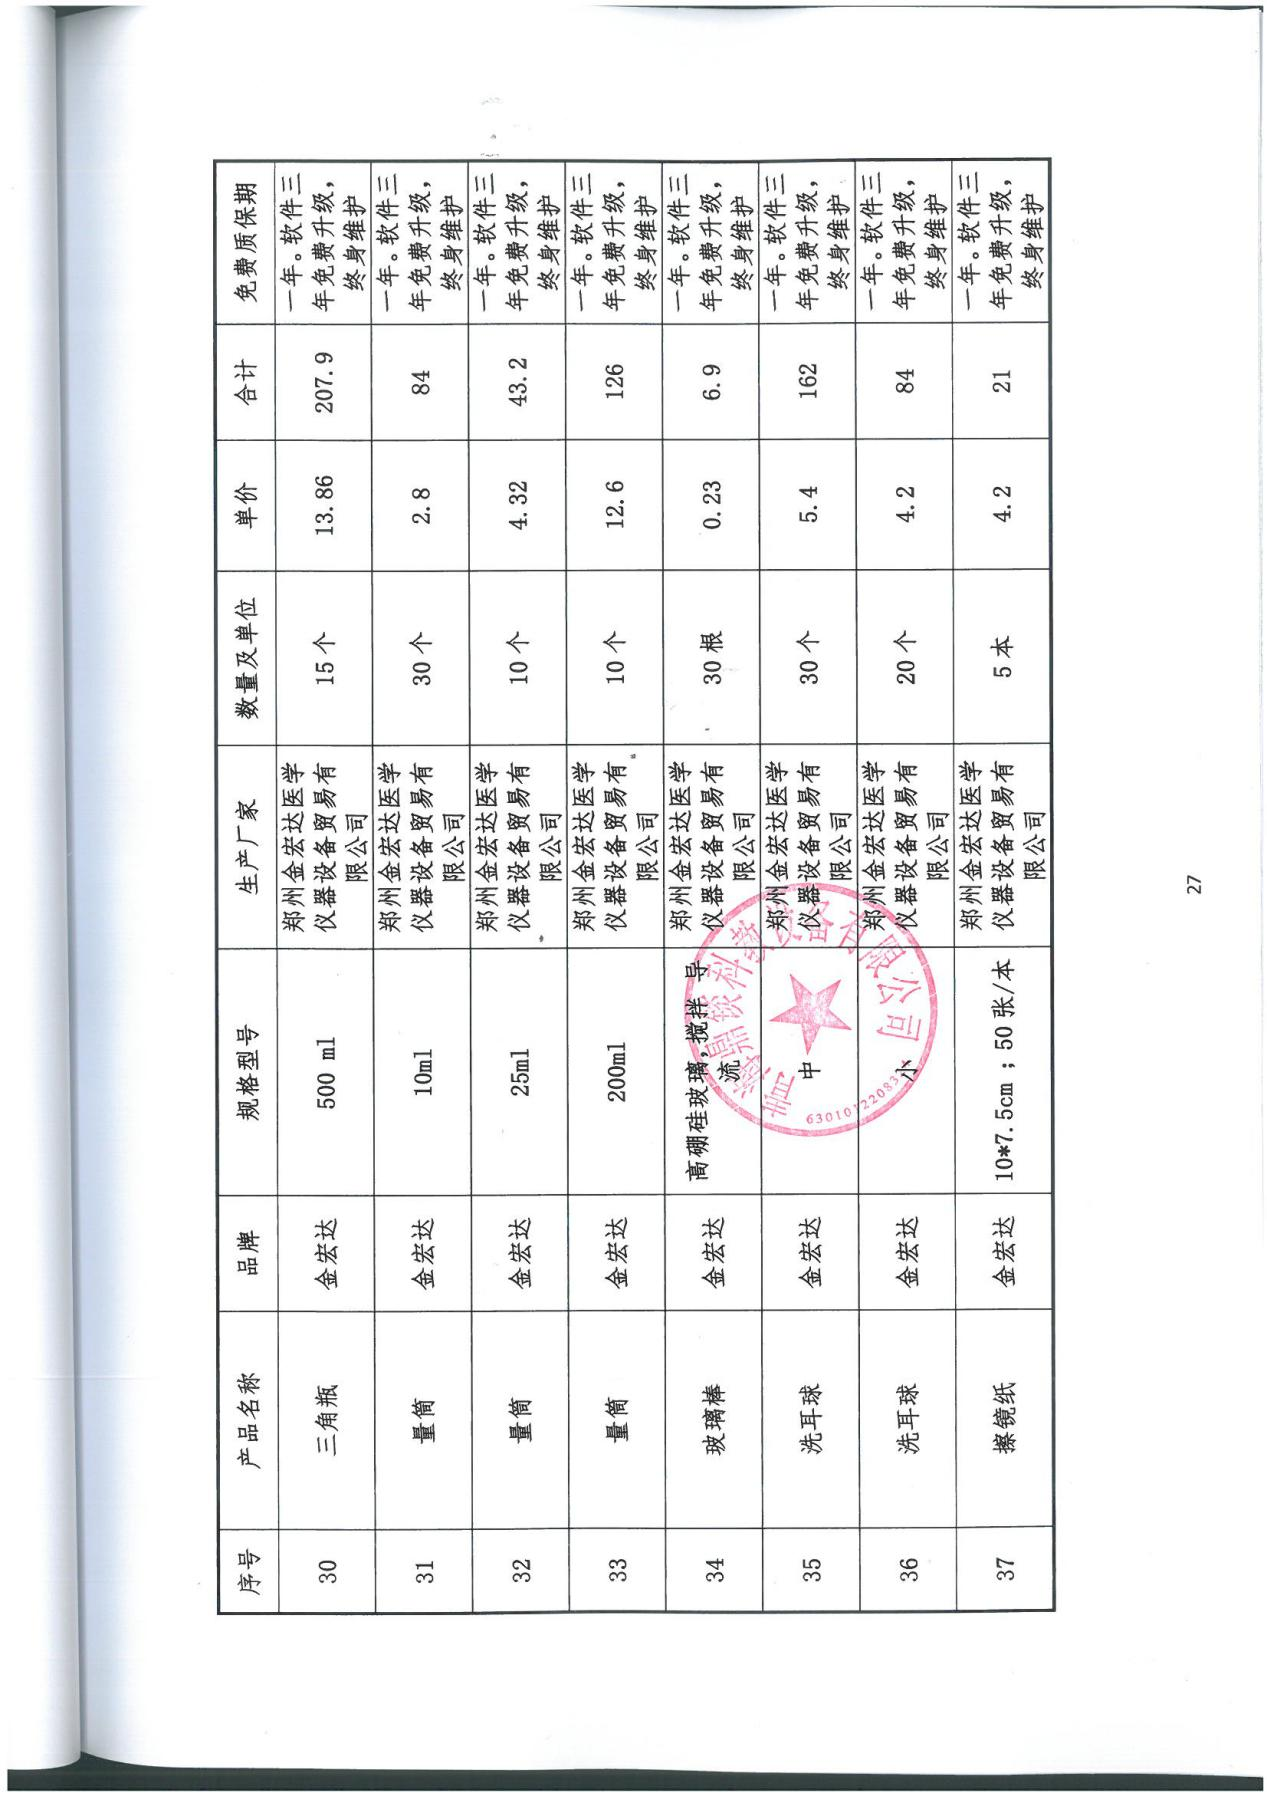 序号 产品名称 品牌 规格型号 生产厂家 数量及单位 单价 合计 免费质保期
30 三角瓶 金宏达 500 ml 郑州金宏达医学仪器设备贸易有限公司 15 个 13.86 207.9 一年。软件三年免费升级，终身维护
31 量筒 金宏达 10ml 郑州金宏达医学仪器设备贸易有限公司 30 个 2.8 84 一年。软件三年免费升级，终身维护
32 量筒 金宏达 25ml 郑州金宏达医学仪器设备贸易有限公司 10 个 4.32 43.2 一年。软件三年免费升级，终身维护
33 量筒 金宏达 200ml 郑州金宏达医学仪器设备贸易有限公司 10 个 12.6 126 一年。软件三年免费升级，终身维护
34 玻璃棒 金宏达 高硼硅玻璃，搅拌 导流 郑州金宏达医学仪器设备贸易有限公司 30 根 0.23 6.9 一年。软件三年免费升级，终身维护
35 洗耳球 金宏达 中 郑州金宏达医学仪器设备贸易有限公司 30 个 5.4 162 一年。软件三年免费升级，终身维护
36 洗耳球 金宏达 小 郑州金宏达医学仪器设备贸易有限公司 20 个 4.2 84 一年。软件三年免费升级，终身维护
37 擦镜纸 金宏达 10*7.5cm ；50 张/本 郑州金宏达医学仪器设备贸易有限公司 5 本 4.2 21 一年。软件三年免费升级，终身维护
科教设备有限公司
27